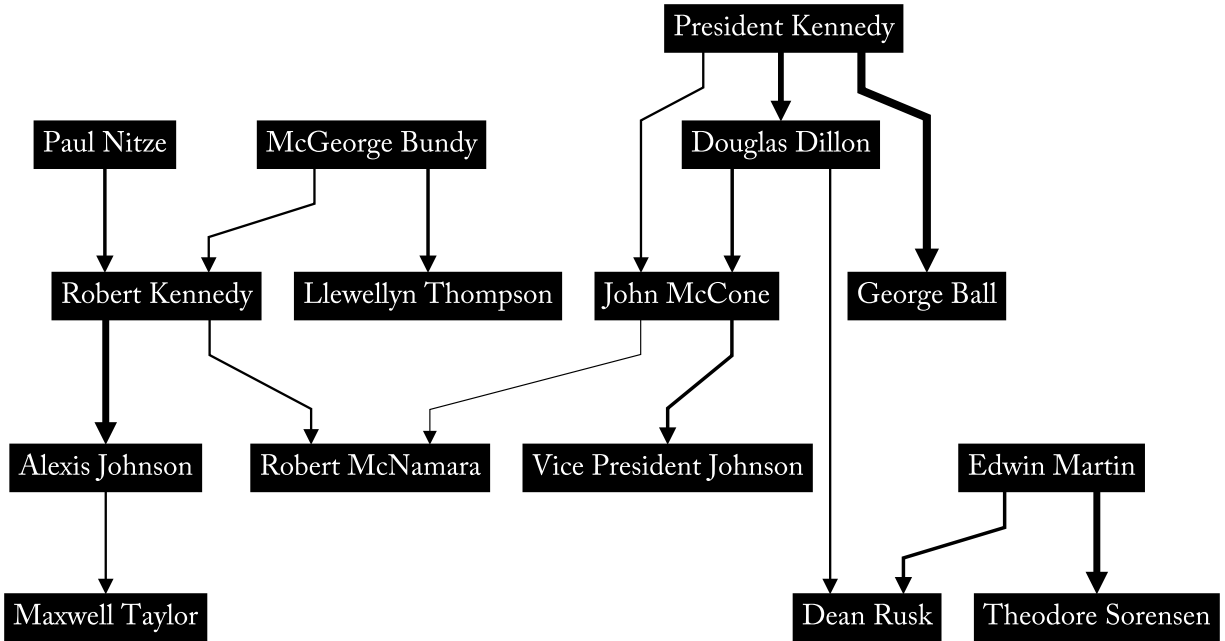 President Kennedy
Paul Nitze
McGeorge Bundy
Douglas Dillon
Robert Kennedy
Llewellyn Thompson
John McCone
George Ball
Alexis Johnson
Robert McNamara
Vice President Johnson
Edwin Martin
Maxwell Taylor
Dean Rusk
Theodore Sorensen